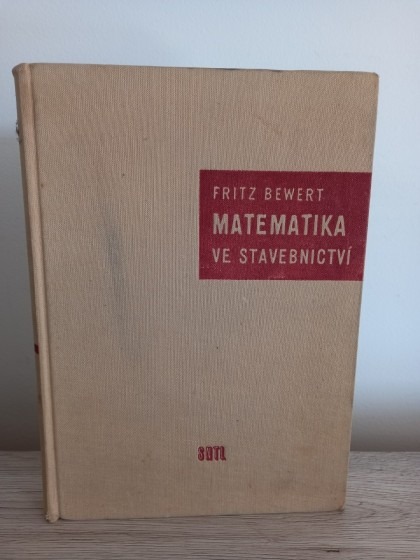 FRITZ BEWERT
MATEMATIKA
VE STAVEBNICTVÍ
SNTL